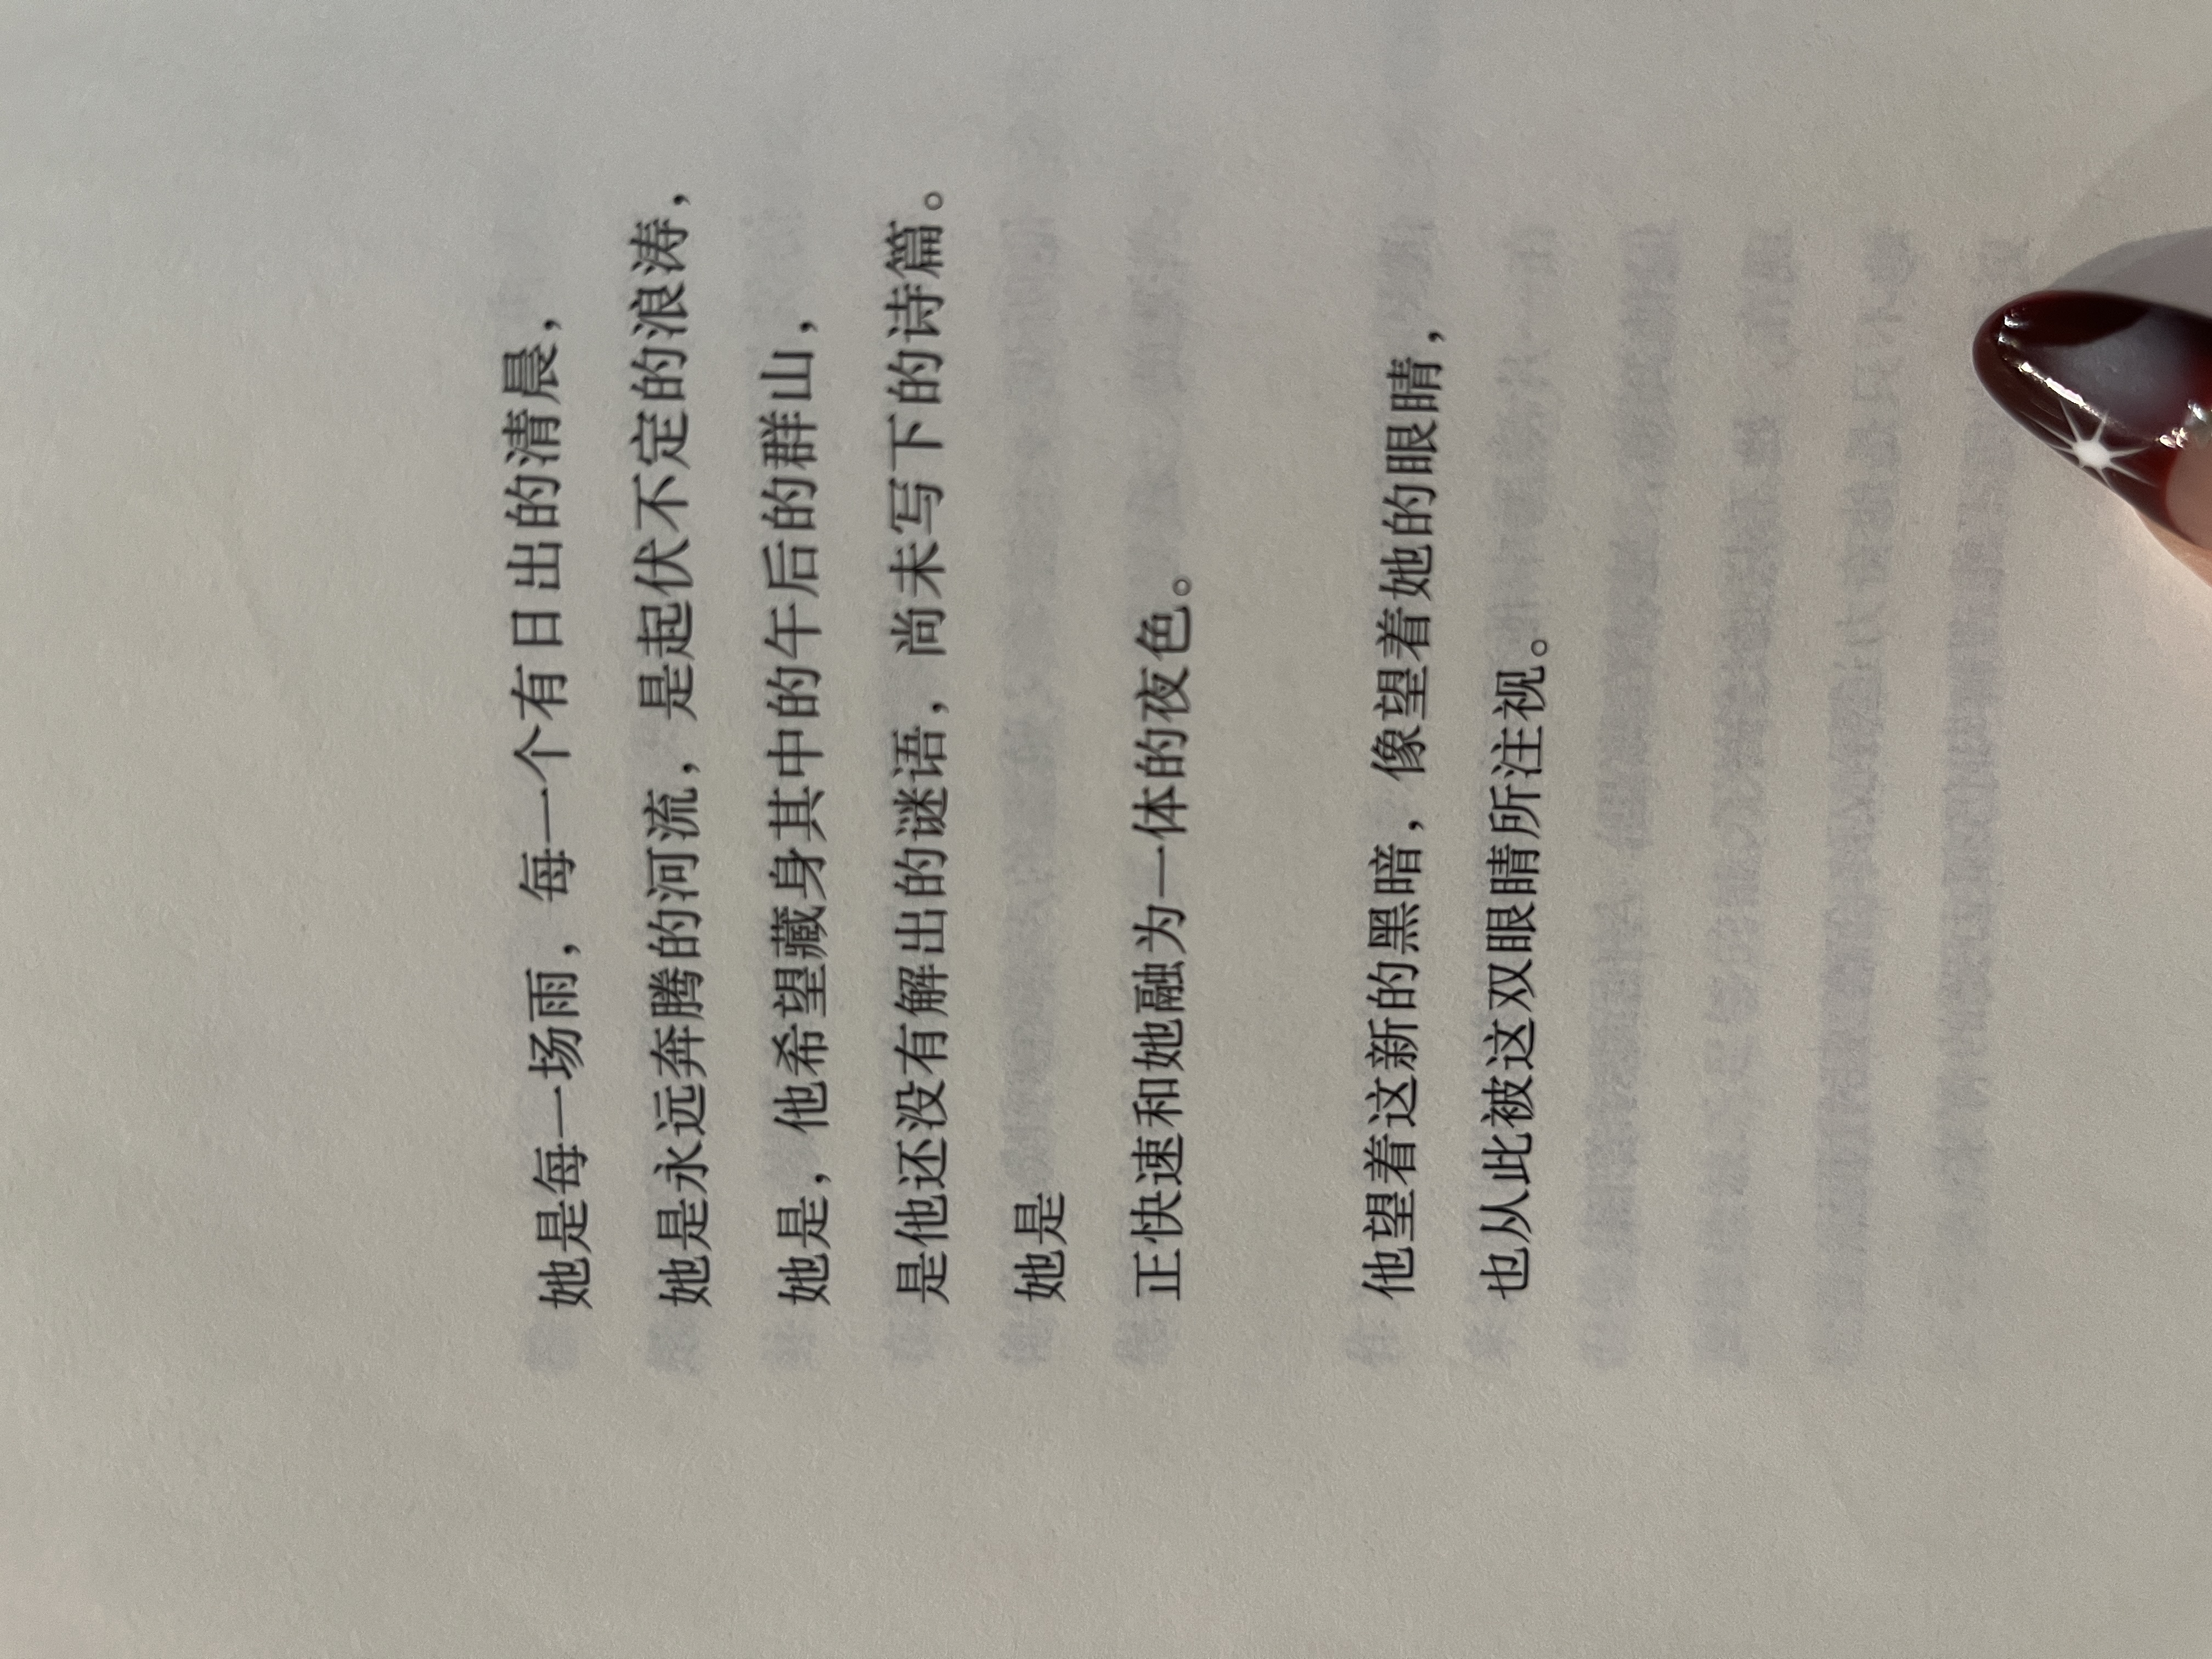 她是每一场雨，每一个有日出的清晨，
她是永远奔腾的河流，是起伏不定的浪涛，
她是，他希望藏身其中的午后的群山，
是他还没有解出的谜语，尚未写下的诗篇。
她是
正快速和她融为一体的夜色。
他望着这新的黑暗，像望着她的眼睛，
也从此被这双眼睛所注视。